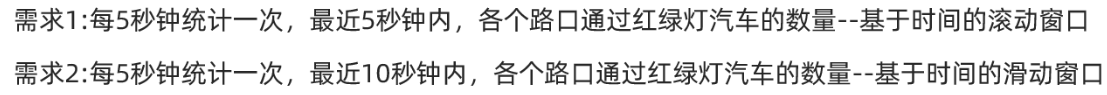 需求1:每5秒钟统计一次，最近5秒钟内，各个路口通过红绿灯汽车的数量--基于时间的滚动窗口
需求2:每5秒钟统计一次，最近10秒钟内，各个路口通过红绿灯汽车的数量--基于时间的滑动窗口